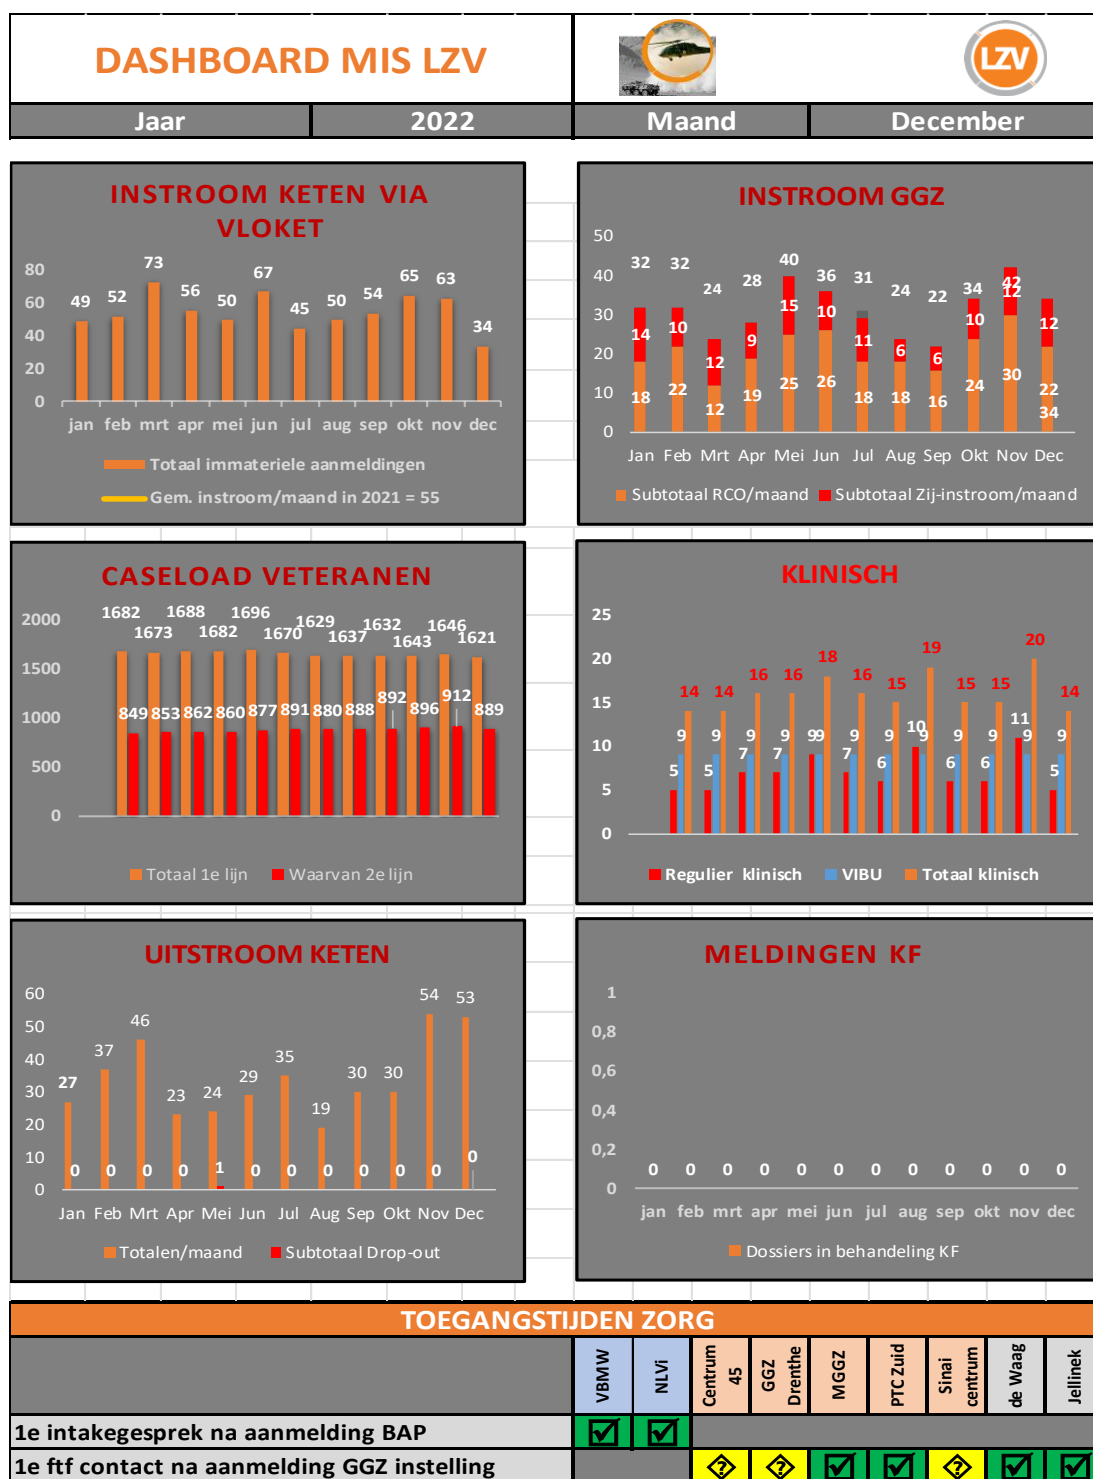 DASHBOARD MIS LZV
LZV
Jaar 2022 Maand December
INSTROOM KETEN VIA
VLOKET
80
60
40
20
0
49 52 73 56 50 67 45 50 54 65 63 34
jan feb mrt apr mei jun jul aug sep okt nov dec
Totaal immateriele aanmeldingen
Gem. instroom/maand in 2021 = 55
INSTROOM GGZ
50
40
30
20
10
0
32 32 24 28 40 36 31 24 22 34 42 34
14 10 12 9 15 10 11 6 6 10 12 12
18 22 12 19 25 26 18 18 16 24 30 22
Jan Feb Mrt Apr Mei Jun Jul Aug Sep Okt Nov Dec
Subtotaal RCO/maand Subtotaal Zij-instroom/maand
CASELOAD VETERANEN
2000
1500
1000
500
0
1682 1673 1688 1682 1696 1670 1629 1637 1632 1643 1646 1621
849 853 862 860 877 891 880 888 892 896 912 889
Totaal 1e lijn Waarvan 2e lijn
KLINISCH
25
20
15
10
5
0
14 14 16 16 18 16 15 19 15 15 20 14
5 5 7 7 9 7 6 10 6 6 11 5
9 9 9 9 9 9 9 9 9 9 9 9
Regulier klinisch VIBU Totaal klinisch
UITSTROOM KETEN
60
50
40
30
20
10
0
27 37 46 23 24 29 35 19 30 30 54 53
0 0 0 0 1 0 0 0 0 0 0 0
Jan Feb Mrt Apr Mei Jun Jul Aug Sep Okt Nov Dec
Totalen/maand Subtotaal Drop-out
MELDINGEN KF
1
0,8
0,6
0,4
0,2
0
0 0 0 0 0 0 0 0 0 0 0 0
jan feb mrt apr mei jun jul aug sep okt nov dec
Dossiers in behandeling KF
TOEGANGSTIJDEN ZORG
VBMW
NLVi
Centrum
45
GGZ
Drenthe
MGGZ
PTC Zuid
Sinai
centrum
de Waag
Jellinek
1e intakegesprek na aanmelding BAP
1e ftf contact na aanmelding GGZ instelling